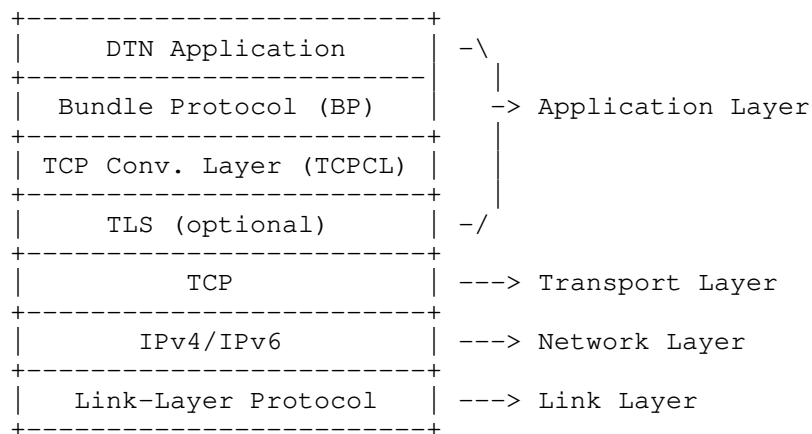 DTN Application
Bundle Protocol (BP) -> Application Layer
TCP Conv. Layer (TCPCL)
TLS (optional)
TCP ---> Transport Layer
IPv4/IPv6 ---> Network Layer
Link-Layer Protocol ---> Link Layer